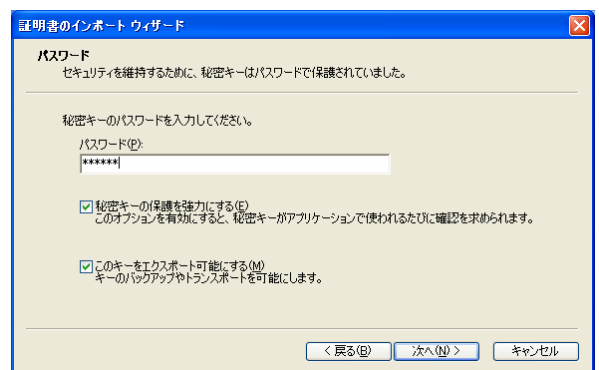 証明書のインポート ウィザード
パスワード
セキュリティを維持するために、秘密キーはパスワードで保護されていました。
秘密キーのパスワードを入力してください。
パスワード(P):
******
秘密キーの保護を強力にする(E)
このオプションを有効にすると、秘密キーがアプリケーションで使われるたびに確認を求められます。
このキーをエクスポート可能にする(M)
キーのバックアップやトランスポートを可能にします。
< 戻る(B) 次へ(N) > キャンセル